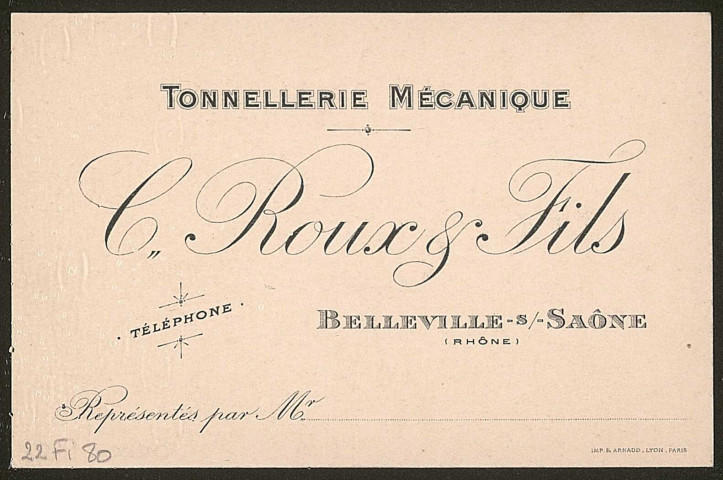 TONNELLERIE MÉCANIQUE
C. Roux & Fils
· TÉLÉPHONE ·
BELLEVILLE-S/-SAÔNE
(RHÔNE)
Représentés par Mr
22 Fi 80
IMP. B. ARNAUD, LYON, PARIS